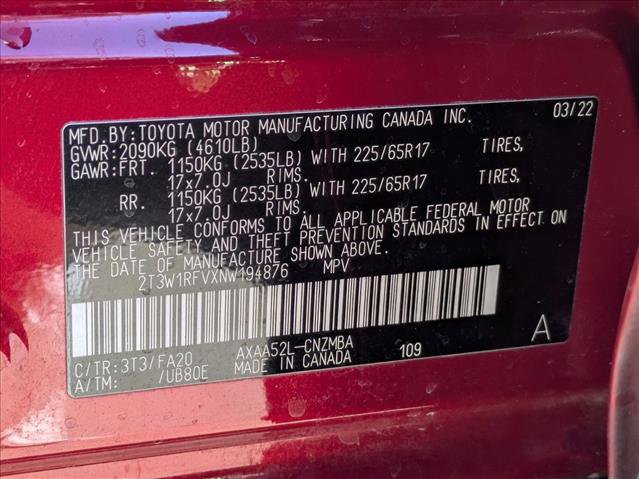 MFD.BY:TOYOTA MOTOR MANUFACTURING CANADA INC. 03/22
GVWR:2090KG (4610LB)
GAWR:FRT. 1150KG (2535LB) WITH 225/65R17 TIRES,
17x7.0J RIMS.
RR. 1150KG (2535LB) WITH 225/65R17 TIRES,
17x7.0J RIMS.
THIS VEHICLE CONFORMS TO ALL APPLICABLE FEDERAL MOTOR
VEHICLE SAFETY AND THEFT PREVENTION STANDARDS IN EFFECT ON
THE DATE OF MANUFACTURE SHOWN ABOVE.
2T3W1RFVXNW194876 MPV
C/TR:3T3/FA20 AXAA52L-CNZMBA 109 A
A/TM: /UB80E MADE IN CANADA